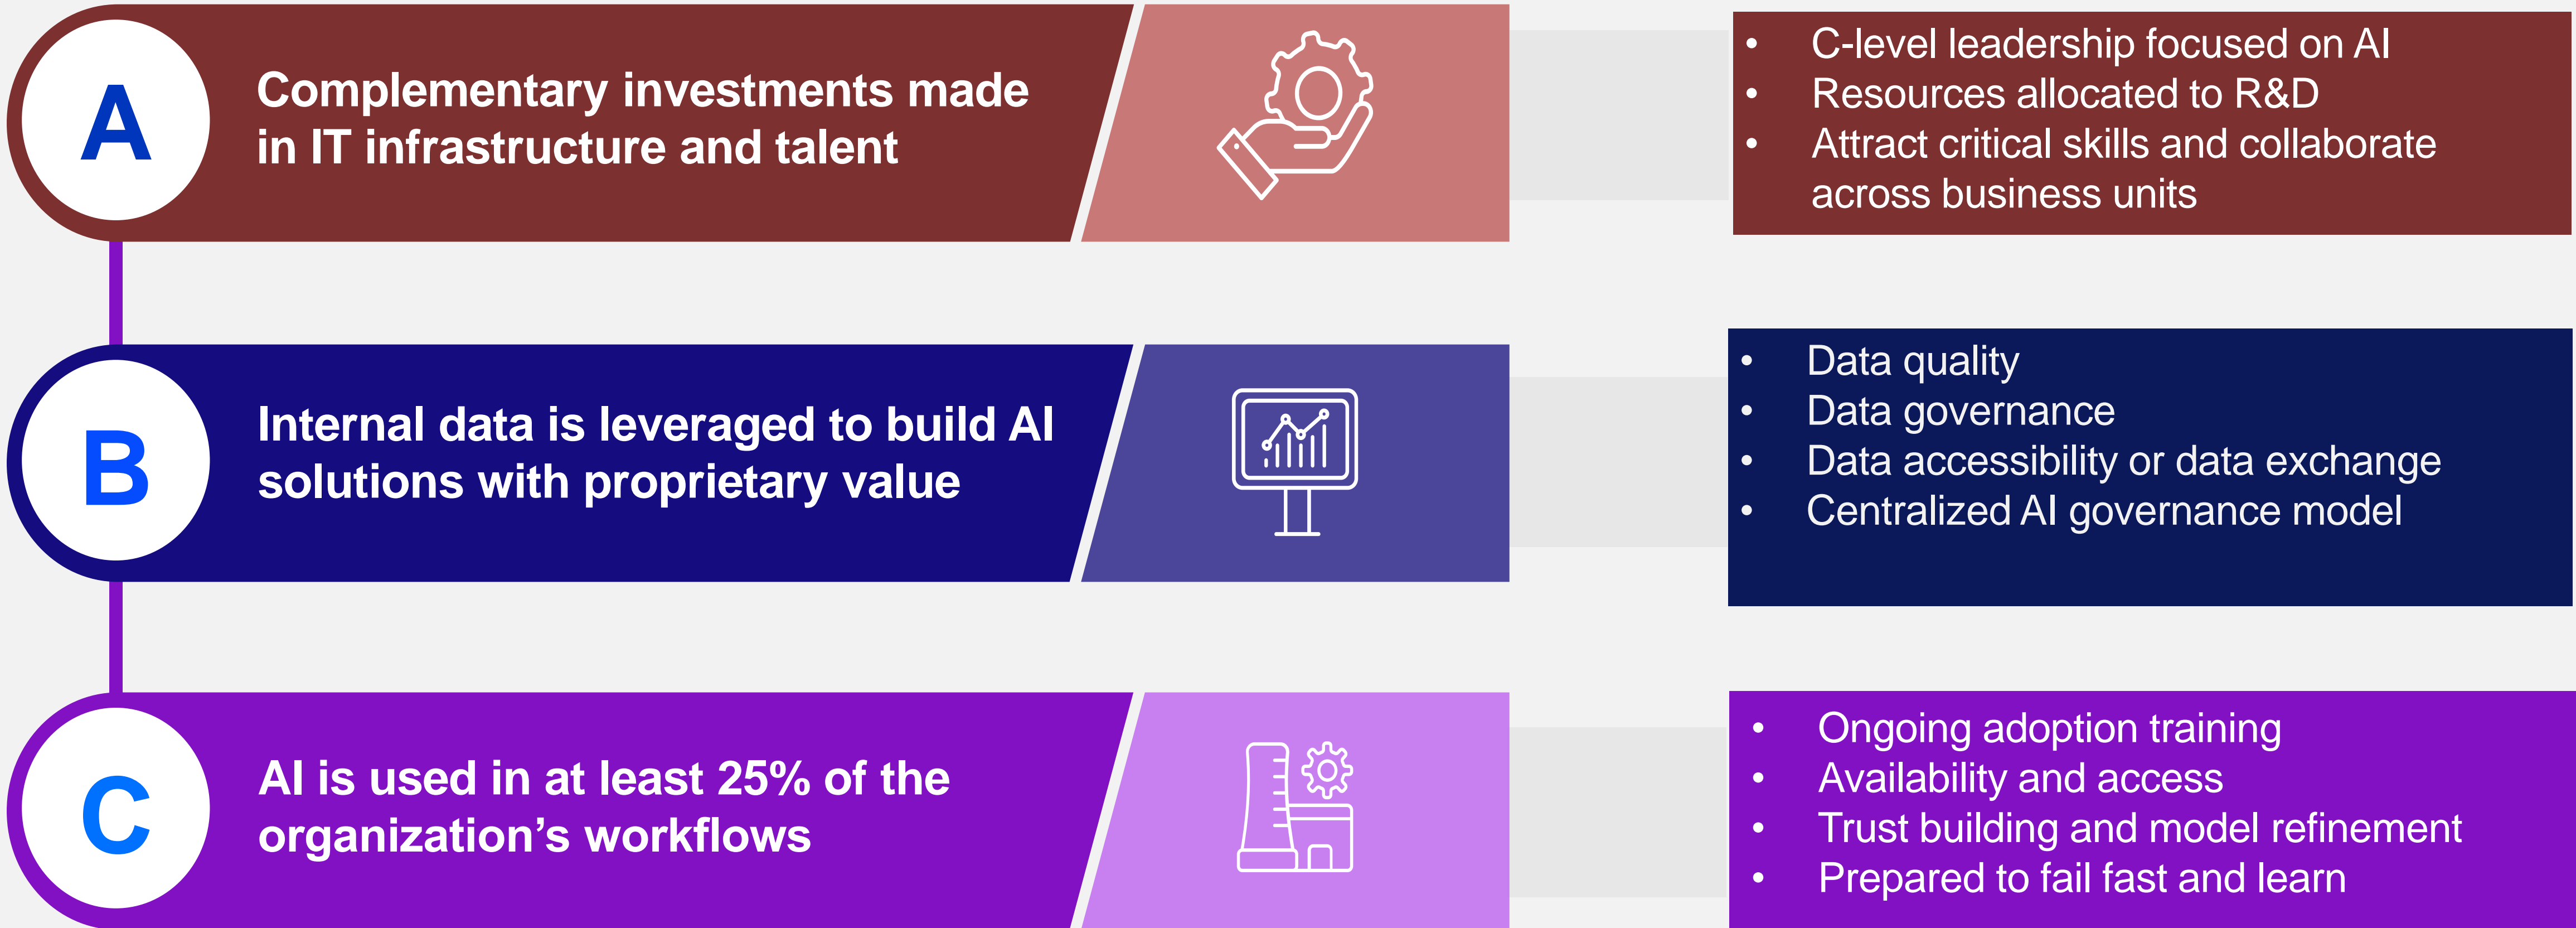 A
Complementary investments made
in IT infrastructure and talent
• C-level leadership focused on AI
• Resources allocated to R&D
• Attract critical skills and collaborate
across business units
B
Internal data is leveraged to build AI
solutions with proprietary value
• Data quality
• Data governance
• Data accessibility or data exchange
• Centralized AI governance model
C
AI is used in at least 25% of the
organization’s workflows
• Ongoing adoption training
• Availability and access
• Trust building and model refinement
• Prepared to fail fast and learn